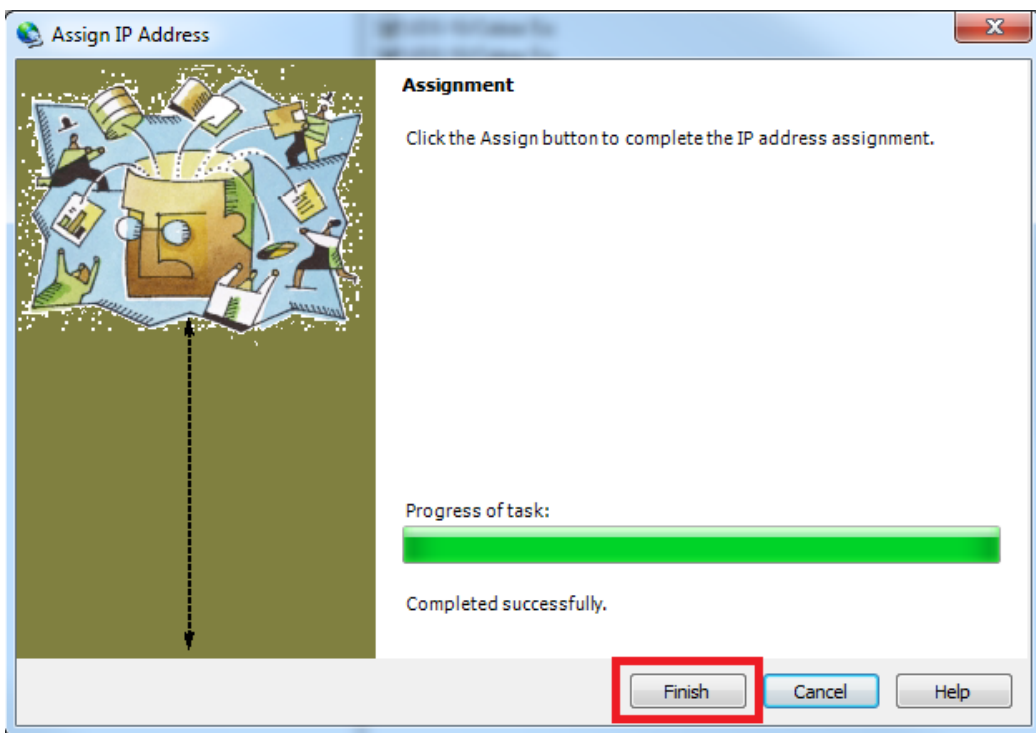 Assign IP Address
Assignment
Click the Assign button to complete the IP address assignment.
Progress of task:
Completed successfully.
Finish
Cancel
Help